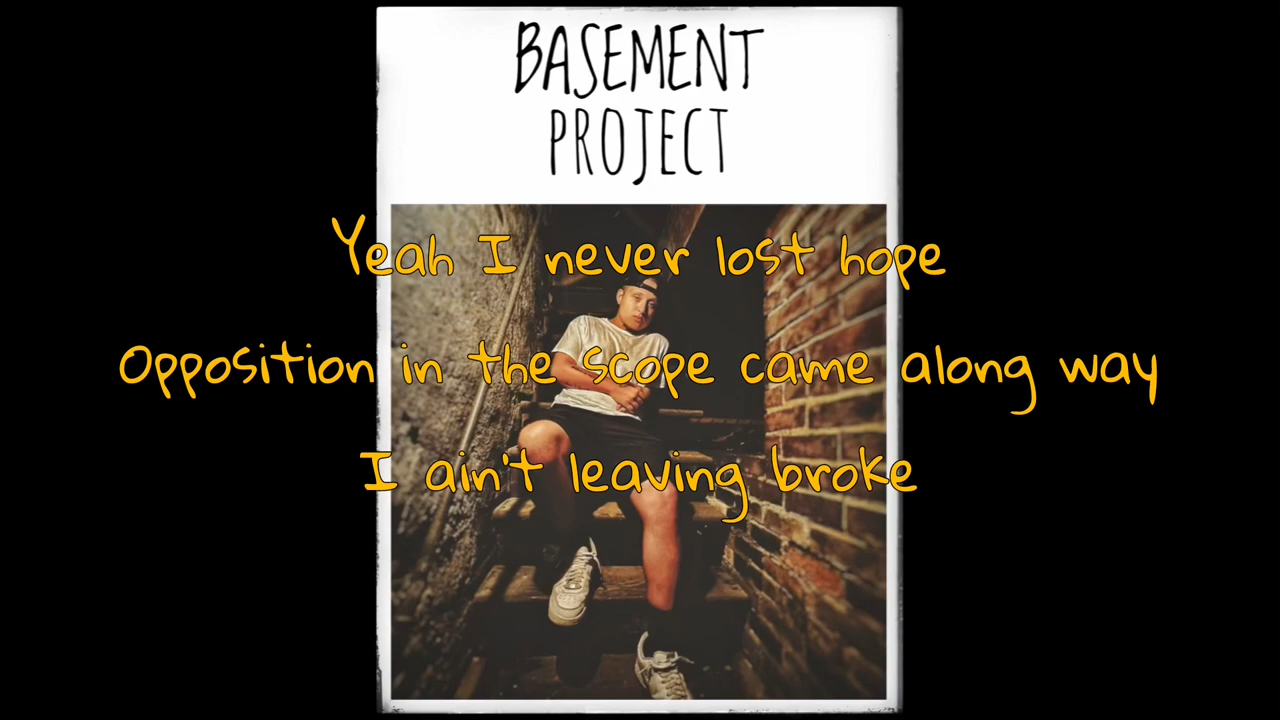 BASEMENT
PROJECT
Yeah I never lost hope
Opposition in the scope came along way
I ain't leaving broke